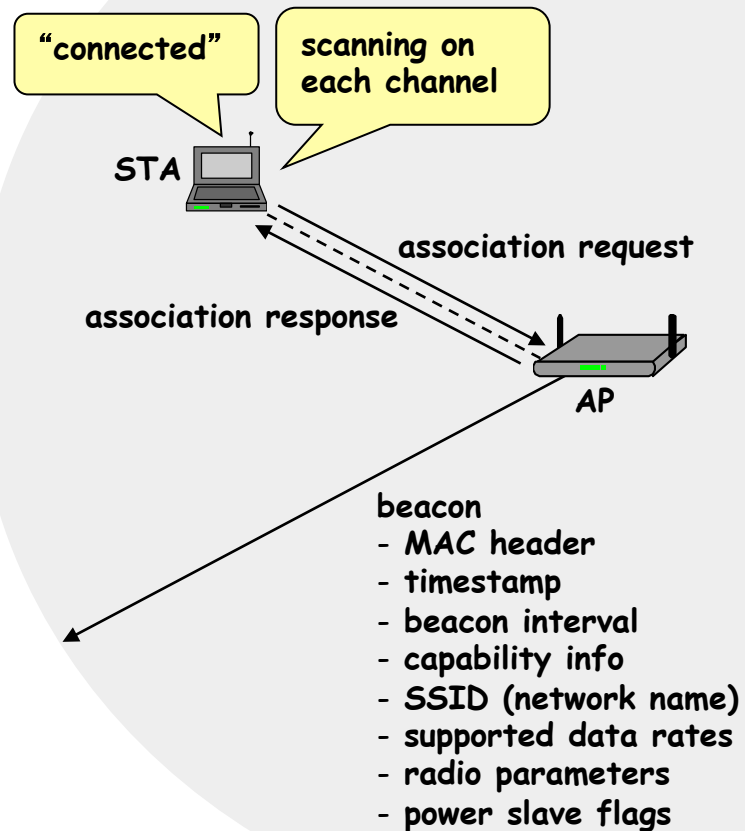 “connected”
scanning on
each channel
STA
association request
association response
AP
beacon
- MAC header
- timestamp
- beacon interval
- capability info
- SSID (network name)
- supported data rates
- radio parameters
- power slave flags